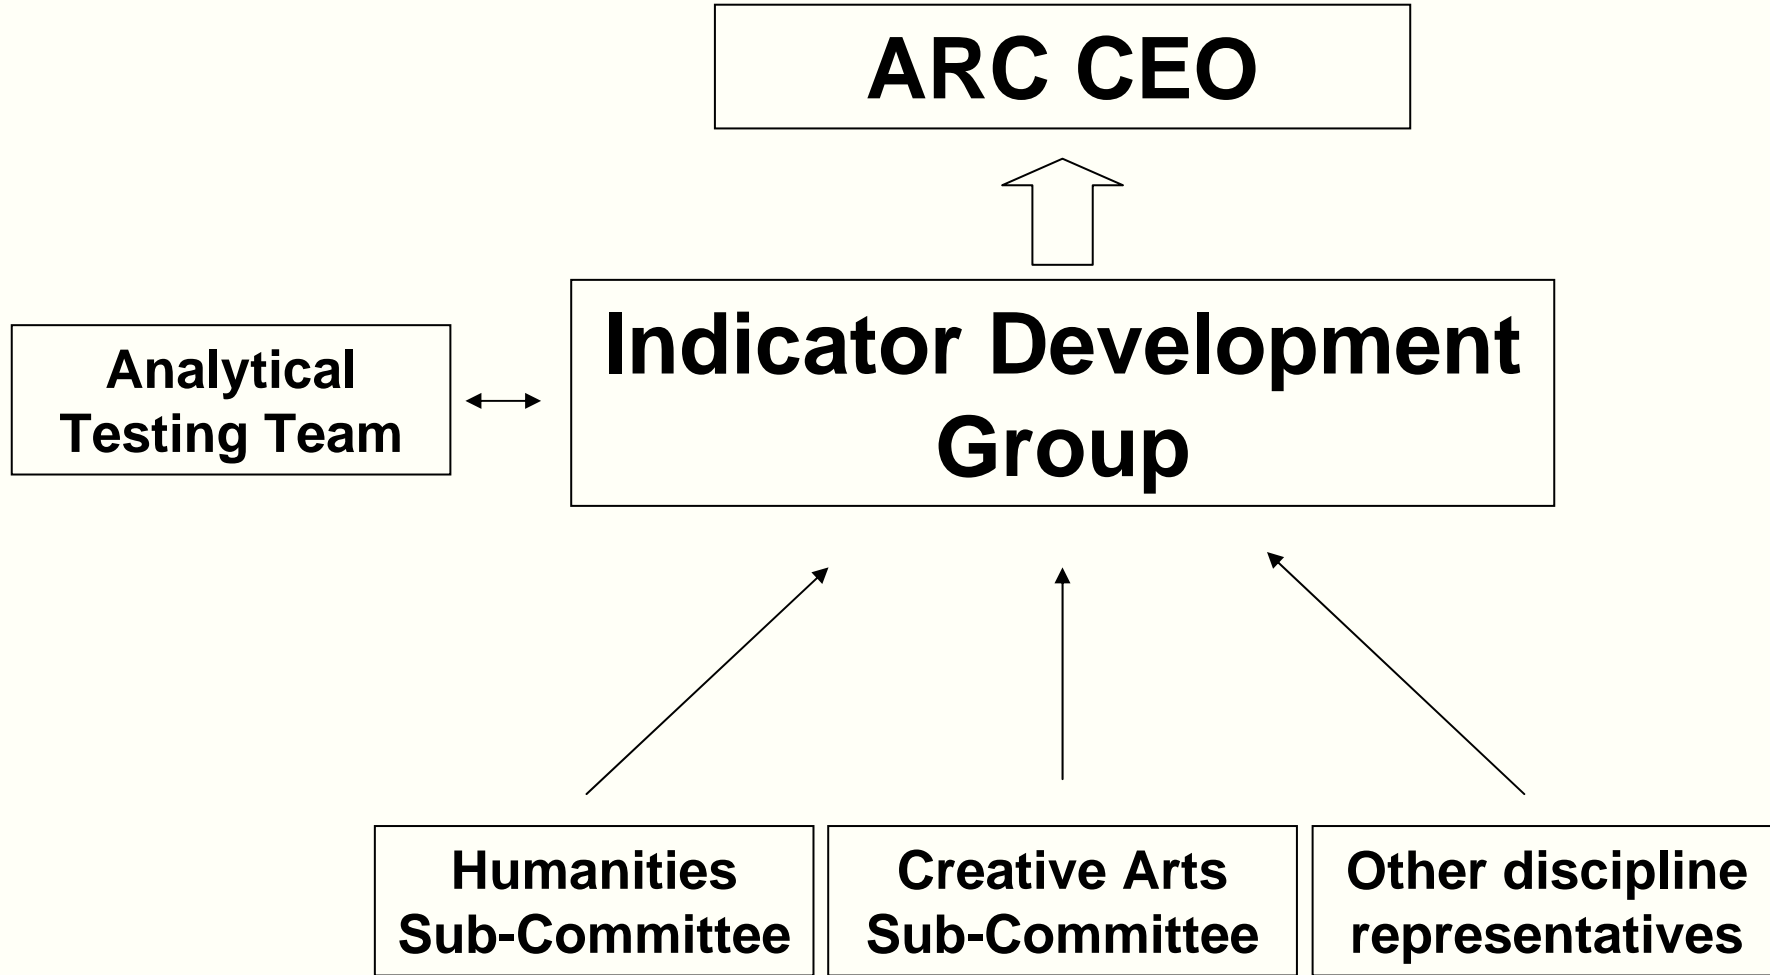 ARC CEO
Indicator Development
Group
Analytical
Testing Team
Humanities
Sub-Committee
Creative Arts
Sub-Committee
Other discipline
representatives